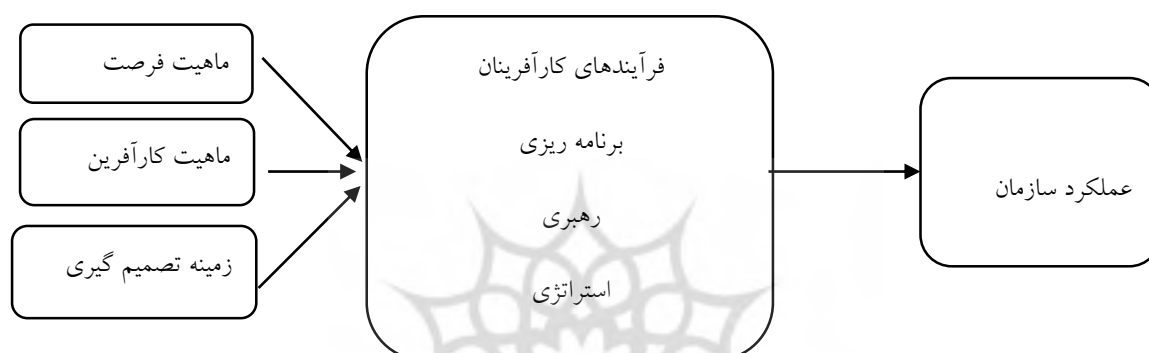 ماهیت فرصت
ماهیت کارآفرین
زمینه تصمیم گیری
فرآیندهای کارآفرینان
برنامه ریزی
رهبری
استراتژی
عملکرد سازمان